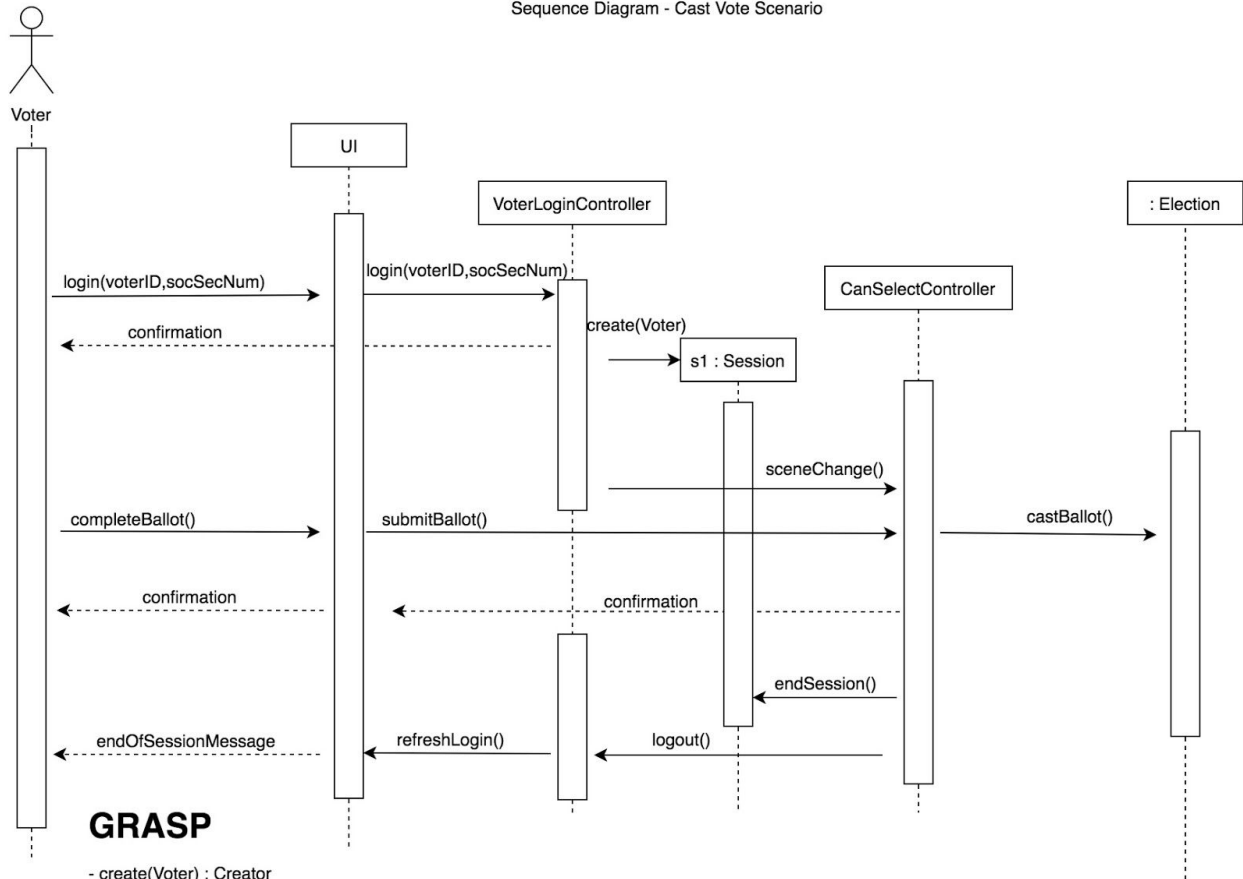 Sequence Diagram - Cast Vote Scenario
Voter
UI
VoterLoginController
: Election
login(voterID,socSecNum)
login(voterID,socSecNum)
CanSelectController
confirmation
create(Voter)
s1 : Session
sceneChange()
completeBallot()
submitBallot()
castBallot()
confirmation
confirmation
endSession()
endOfSessionMessage
refreshLogin()
logout()
GRASP
- create(Voter) : Creator